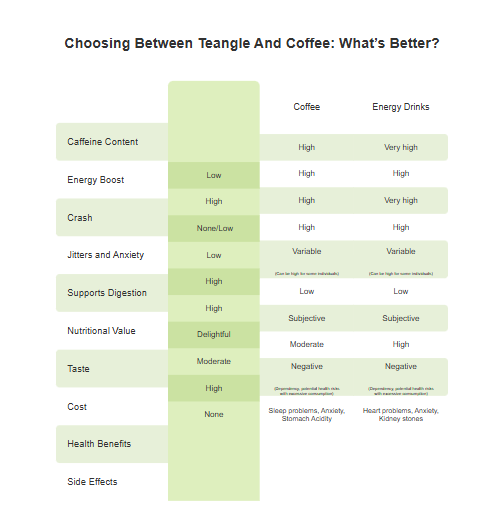 Choosing Between Teangle And Coffee: What's Better?
Coffee
Energy Drinks
Caffeine Content
Energy Boost
Crash
Jitters and Anxiety
Supports Digestion
Nutritional Value
Taste
Cost
Health Benefits
Side Effects
Low
High
None/Low
Low
High
High
Delightful
Moderate
High
None
High
High
High
High
Variable
(Can be high for some individuals)
Low
Subjective
Moderate
Negative
(Dependency, potential health risks
with excessive consumption)
Sleep problems, Anxiety,
Stomach Acidity
Very high
High
Very high
High
Variable
(Can be high for some individuals)
Low
Subjective
High
Negative
(Dependency, potential health risks
with excessive consumption)
Heart problems, Anxiety,
Kidney stones